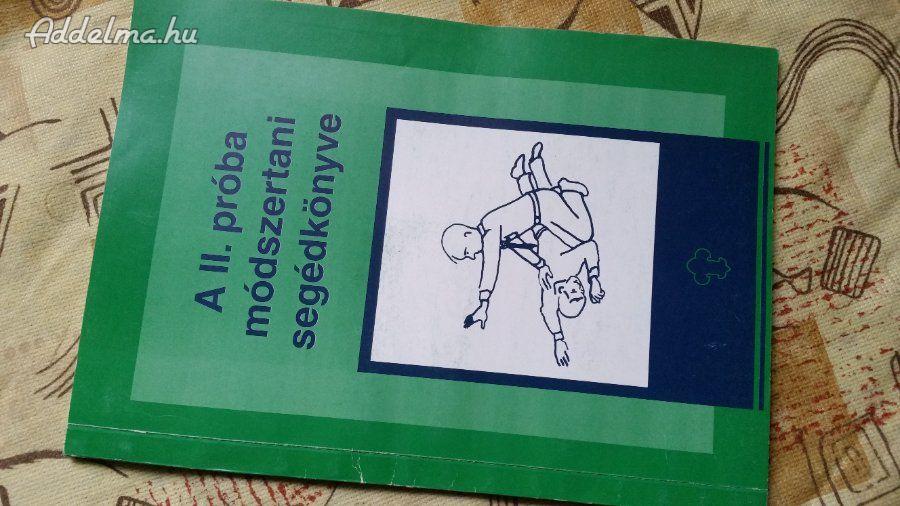 Addelma.hu
A II. próba
módszertani
segédkönyve